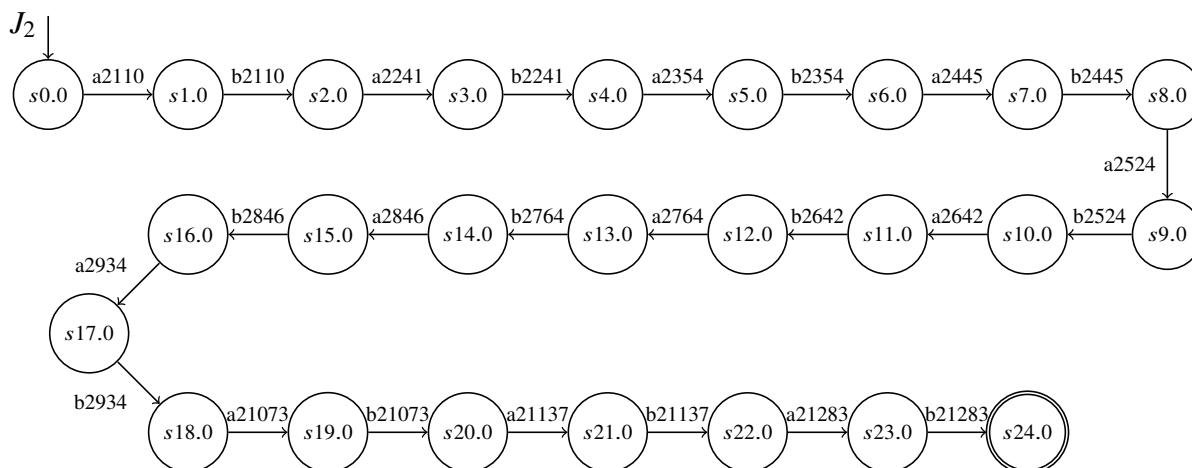 J2
a2110 b2110 a2241 b2241 a2354 b2354 a2445 b2445
s0.0 s1.0 s2.0 s3.0 s4.0 s5.0 s6.0 s7.0 s8.0
a2524
b2846 a2846 b2764 a2764 b2642 a2642 b2524
s16.0 s15.0 s14.0 s13.0 s12.0 s11.0 s10.0 s9.0
a2934
s17.0
b2934
a21073 b21073 a21137 b21137 a21283 b21283
s18.0 s19.0 s20.0 s21.0 s22.0 s23.0 s24.0